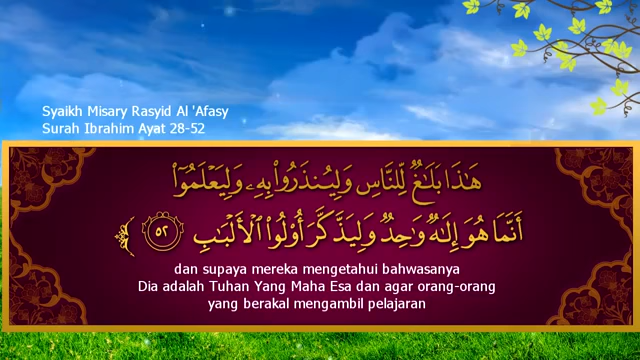 Syaikh Misary Rasyid Al 'Afasy
Surah Ibrahim Ayat 28-52
هَٰذَا بَلَٰغٌ لِّلنَّاسِ وَلِيُنذَرُوا۟ بِهِۦ وَلِيَعْلَمُوٓا۟
أَنَّمَا هُوَ إِلَٰهٌ وَٰحِدٌ وَلِيَذَّكَّرَ أُو۟لُوا۟ ٱلْأَلْبَٰبِ ٥٢
dan supaya mereka mengetahui bahwasanya
Dia adalah Tuhan Yang Maha Esa dan agar orang-orang
yang berakal mengambil pelajaran